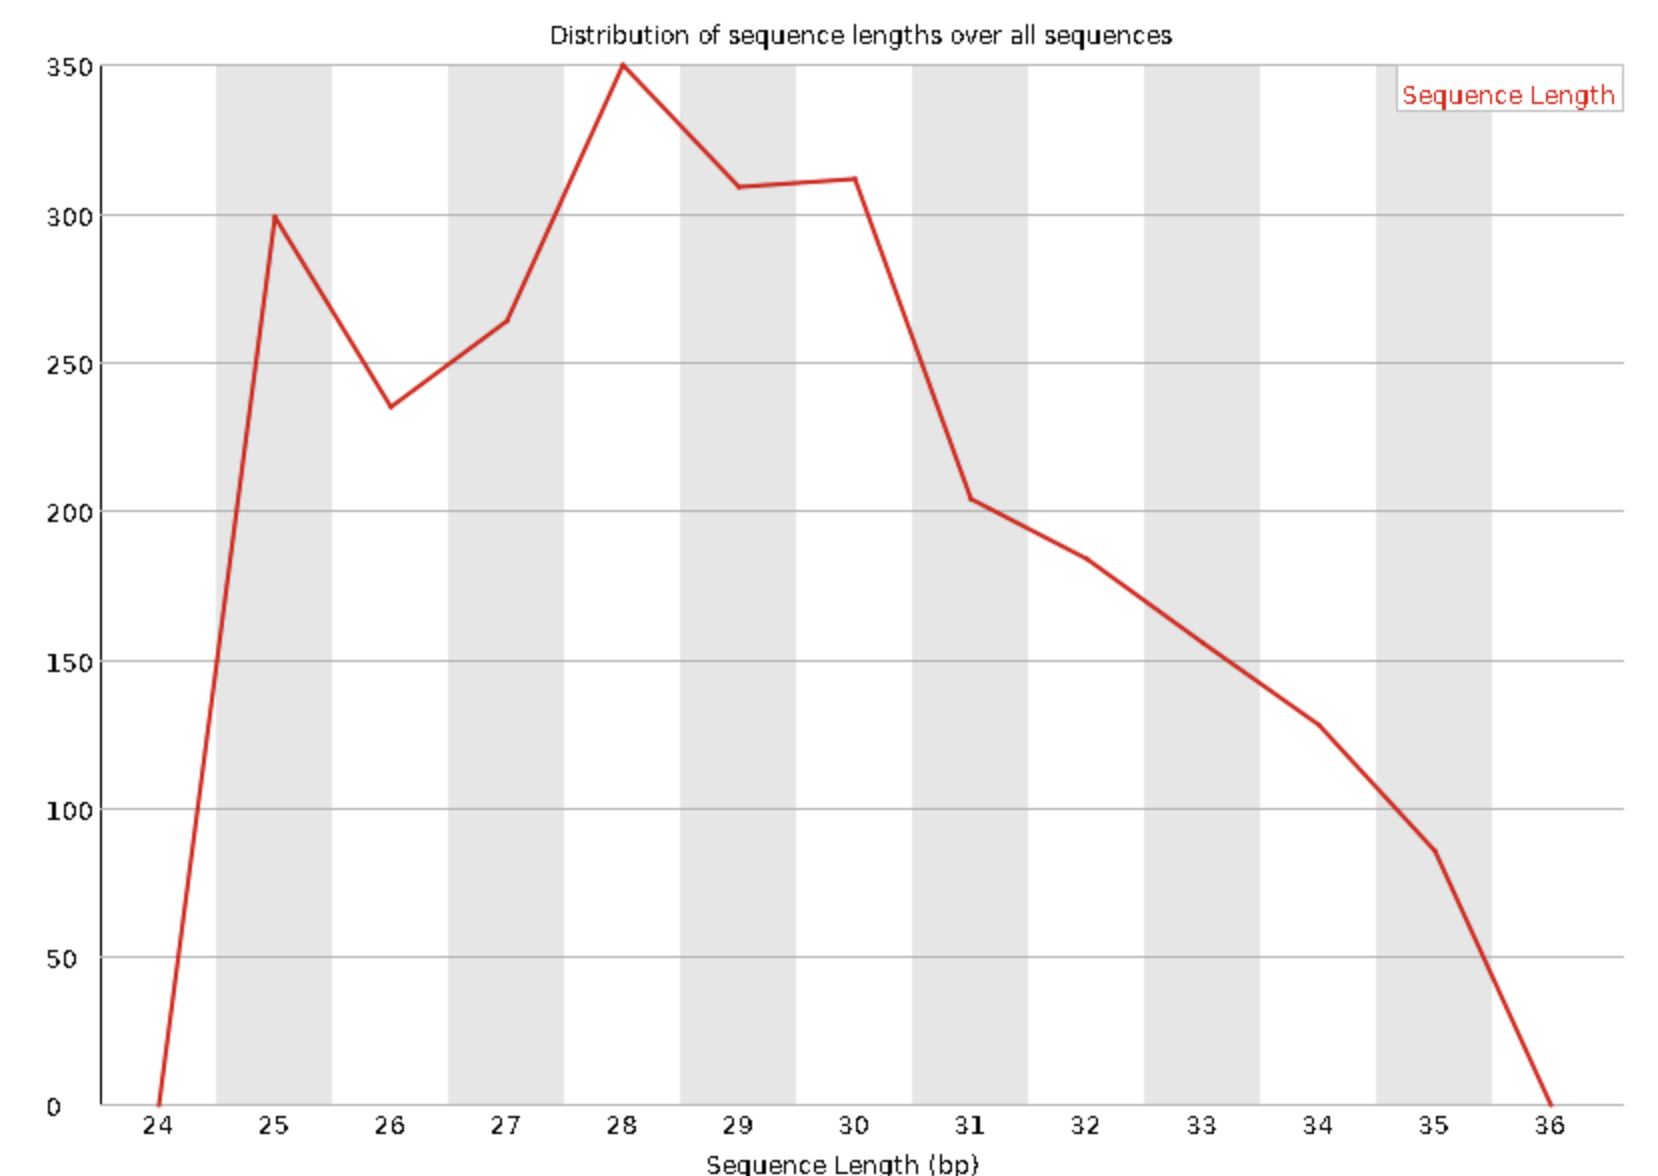 Distribution of sequence lengths over all sequences
350
Sequence Length
300
250
200
150
100
50
0
24 25 26 27 28 29 30 31 32 33 34 35 36
Sequence Length (bp)